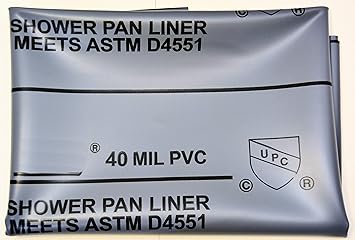 SHOWER PAN LINER
MEETS ASTM D4551
® 40 MIL PVC
UPC
© ®
SHOWER PAN LINER
MEETS ASTM D4551